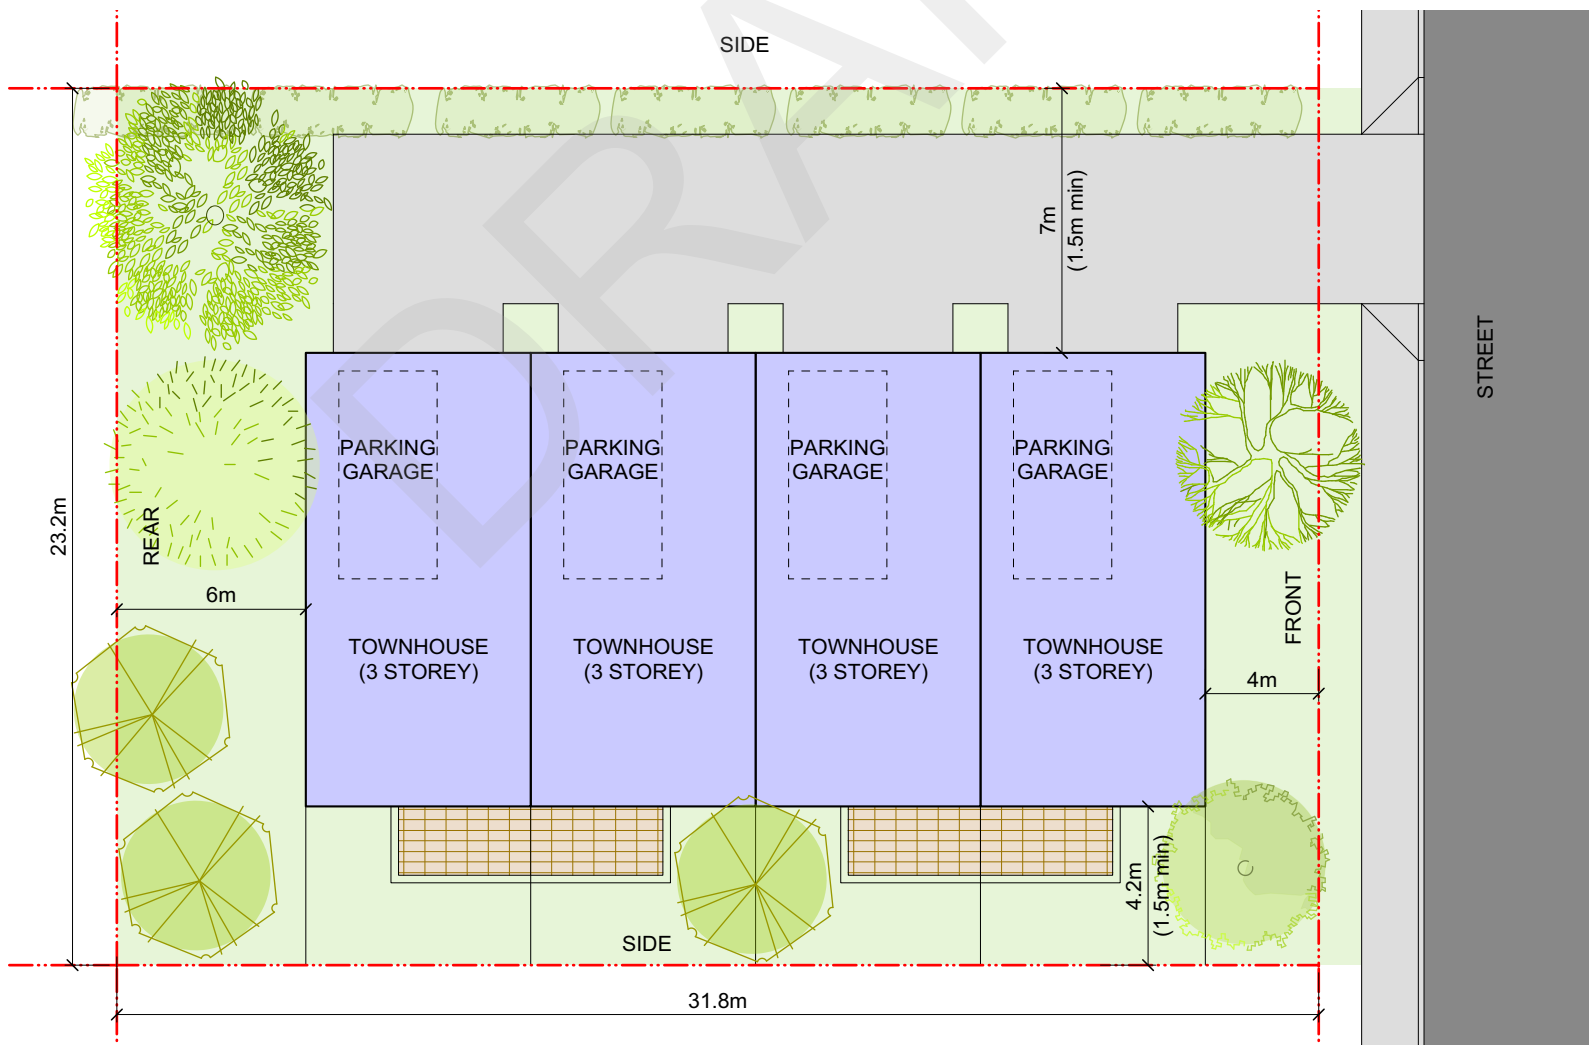 SIDE
7m
(1.5m min)
STREET
PARKING
GARAGE
PARKING
GARAGE
PARKING
GARAGE
PARKING
GARAGE
23.2m
REAR
6m
FRONT
TOWNHOUSE
(3 STOREY)
TOWNHOUSE
(3 STOREY)
TOWNHOUSE
(3 STOREY)
TOWNHOUSE
(3 STOREY)
4m
4.2m
(1.5m min)
SIDE
31.8m